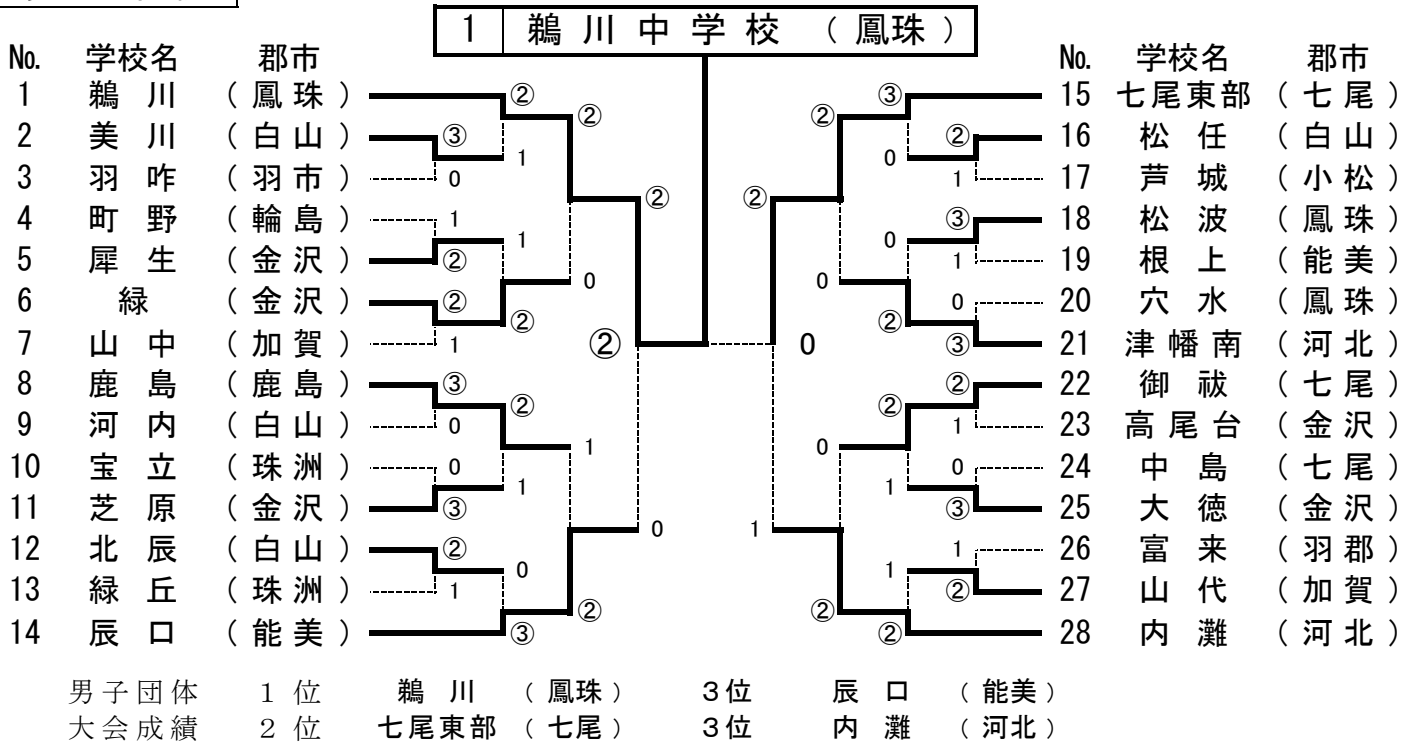 1 鵜川中学校 ( 鳳珠 )
No. 学校名 郡市
1 鵜川 ( 鳳珠 )
2 美川 ( 白山 )
3 羽咋 ( 羽市 )
4 町野 ( 輪島 )
5 犀生 ( 金沢 )
6 緑 ( 金沢 )
7 山中 ( 加賀 )
8 鹿島 ( 鹿島 )
9 河内 ( 白山 )
10 宝立 ( 珠洲 )
11 芝原 ( 金沢 )
12 北辰 ( 白山 )
13 緑丘 ( 珠洲 )
14 辰口 ( 能美 )
②
③
0
1
1
②
②
1
②
1
③
0
0
③
②
1
②
1
0
③
②
0
1
②
②
0
②
0
②
②
1
②
0
0
0
③
0
0
②
②
1
1
②
②
1
③
1
0
③
②
1
0
③
1
②
No. 学校名 郡市
15 七尾東部 ( 七尾 )
16 松任 ( 白山 )
17 芦城 ( 小松 )
18 松波 ( 鳳珠 )
19 根上 ( 能美 )
20 穴水 ( 鳳珠 )
21 津幡南 ( 河北 )
22 御祓 ( 七尾 )
23 高尾台 ( 金沢 )
24 中島 ( 七尾 )
25 大徳 ( 金沢 )
26 富来 ( 羽郡 )
27 山代 ( 加賀 )
28 内灘 ( 河北 )
男子団体 1位 鵜川 ( 鳳珠 ) 3位 辰口 ( 能美 )
大会成績 2位 七尾東部 ( 七尾 ) 3位 内灘 ( 河北 )